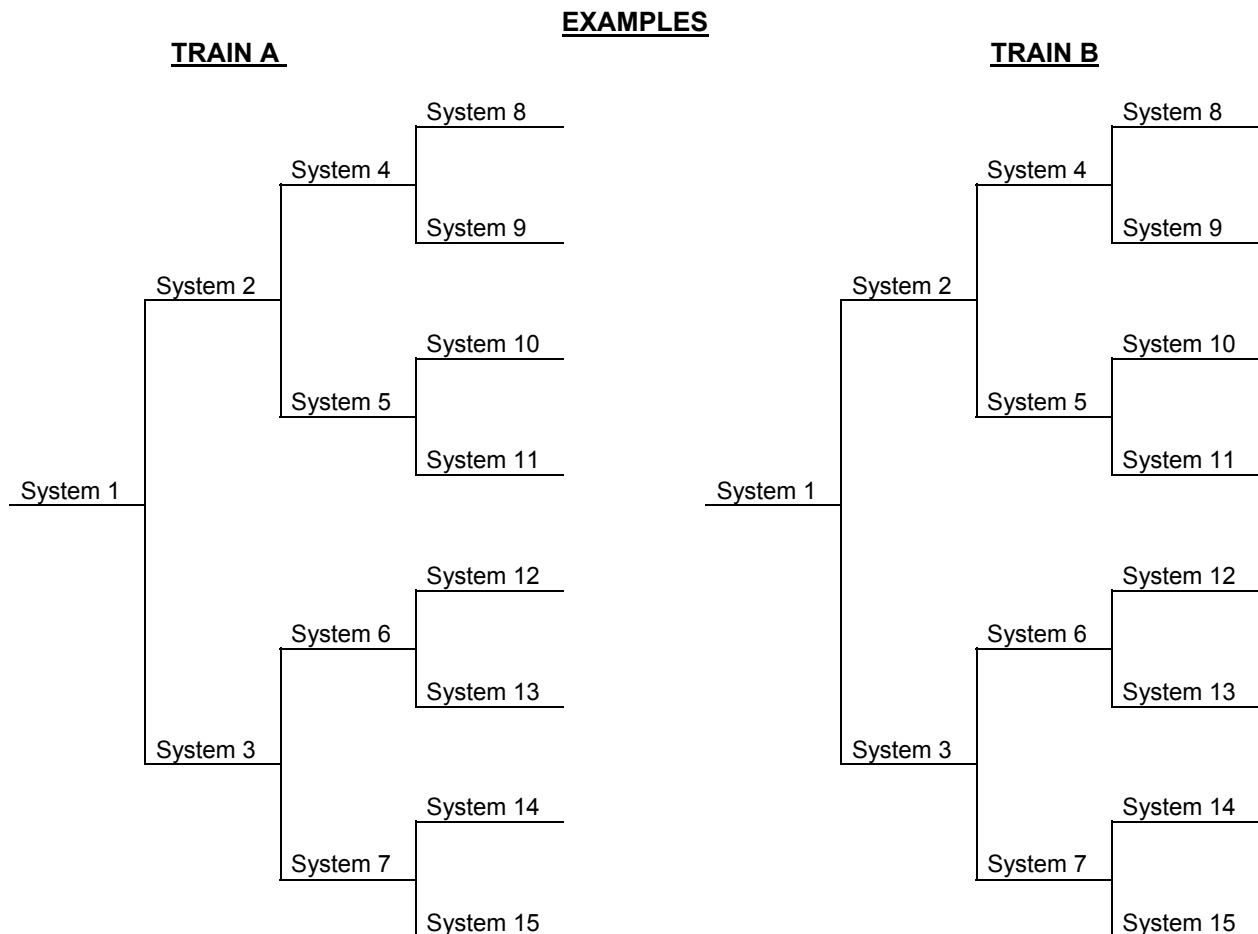 EXAMPLES
TRAIN A
TRAIN B
System 8
System 8
System 4
System 4
System 9
System 9
System 2
System 2
System 10
System 10
System 5
System 5
System 11
System 11
System 1
System 1
System 12
System 12
System 6
System 6
System 13
System 13
System 3
System 3
System 14
System 14
System 7
System 7
System 15
System 15